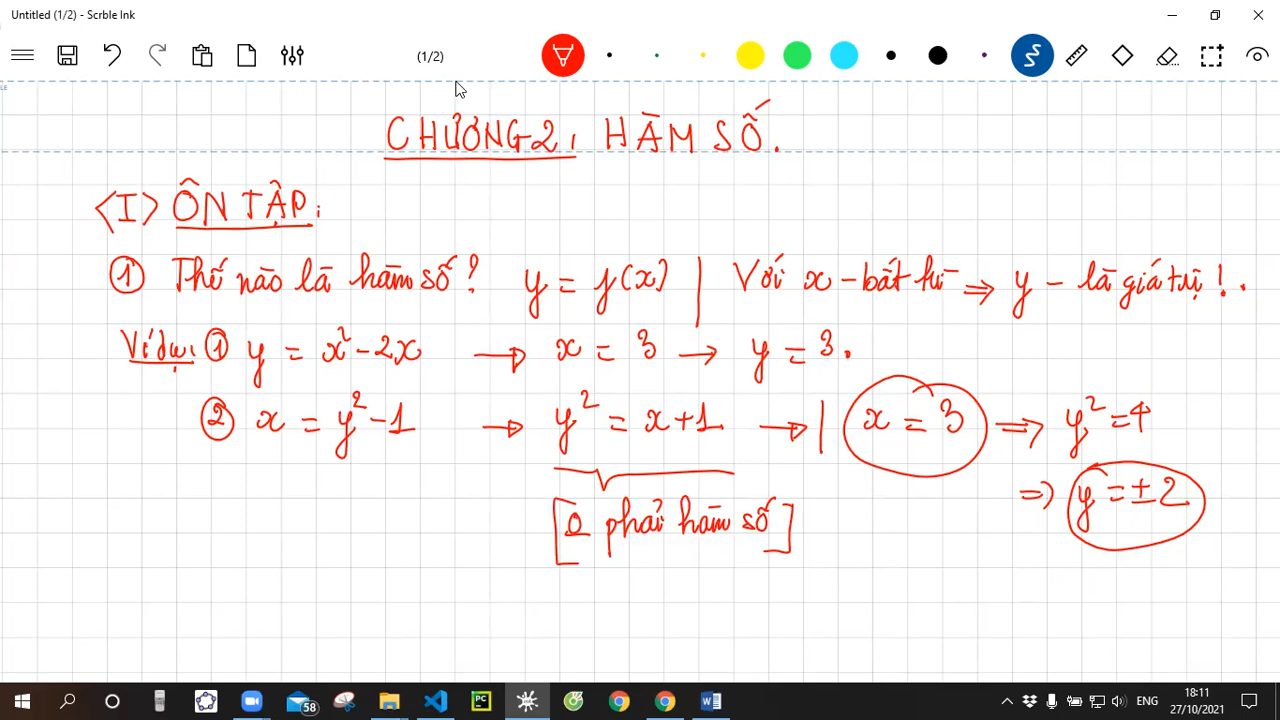 Untitled (1/2) - Scrble Ink
(1/2)
CHƯƠNG 2: HÀM SỐ.
<I> ÔN TẬP:
① Thế nào là hàm số? y = f(x) | Với x - bất kì => y - là giá trị !.
Ví dụ: ① y = x² - 2x → x = 3 → y = 3.
② x = y² - 1 → y² = x + 1 → | x = 3 => y² = 4
=> y = ± 2
[ phải hàm số]
58
PC
ENG
18:11
27/10/2021